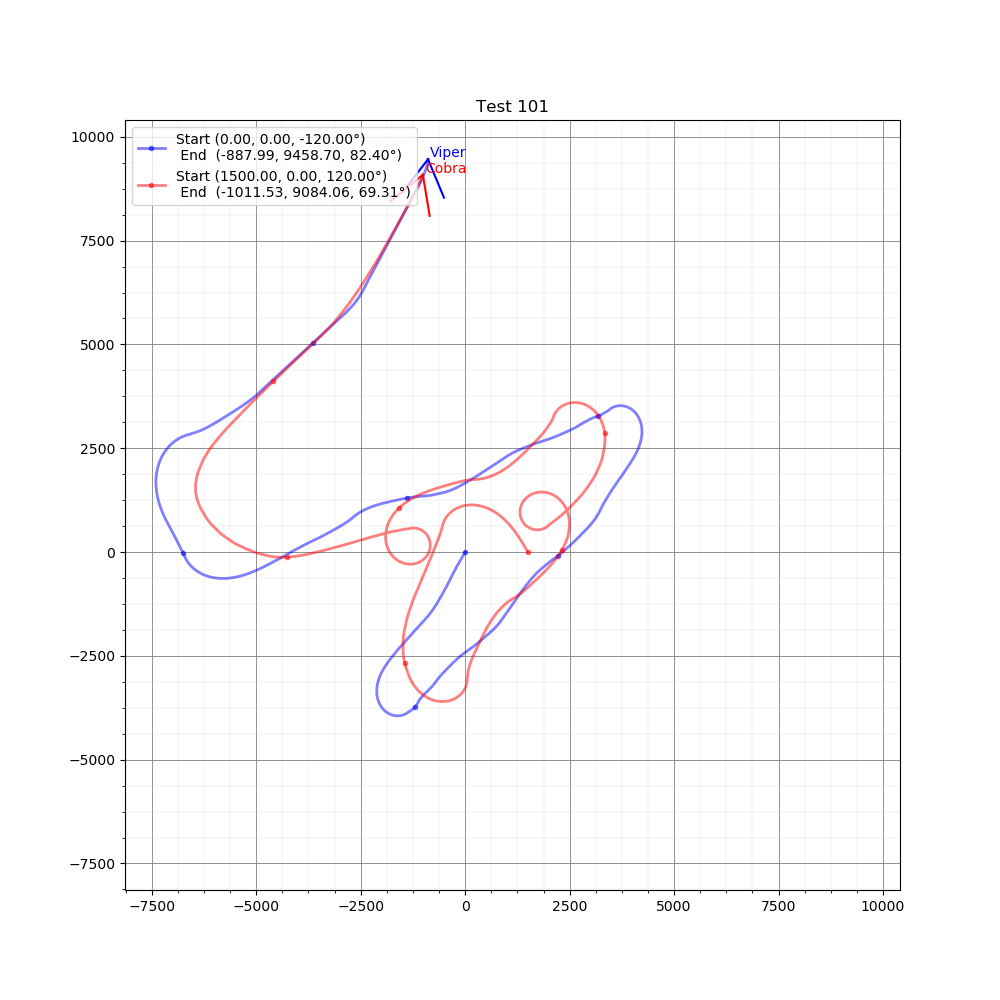 Test 101
10000
7500
5000
2500
0
−2500
−5000
−7500
Start (0.00, 0.00, -120.00°)
End (-887.99, 9458.70, 82.40°)
Start (1500.00, 0.00, 120.00°)
End (-1011.53, 9084.06, 69.31°)
Viper
Cobra
−7500 −5000 −2500 0 2500 5000 7500 10000